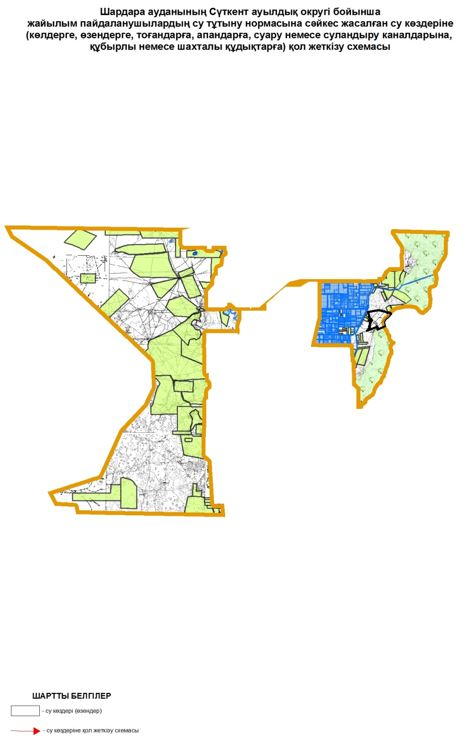 Шардара ауданының Сүткент ауылдық округі бойынша
жайылым пайдаланушылардың су тұтыну нормасына сәйкес жасалған су көздеріне
(көлдерге, өзендерге, тоғандарға, апандарға, суару немесе суландыру каналдарына,
құбырлы немесе шахталы құдықтарға) қол жеткізу схемасы
ШАРТТЫ БЕЛГІЛЕР
- су көздері (өзендер)
- су көздеріне қол жеткізу схемасы